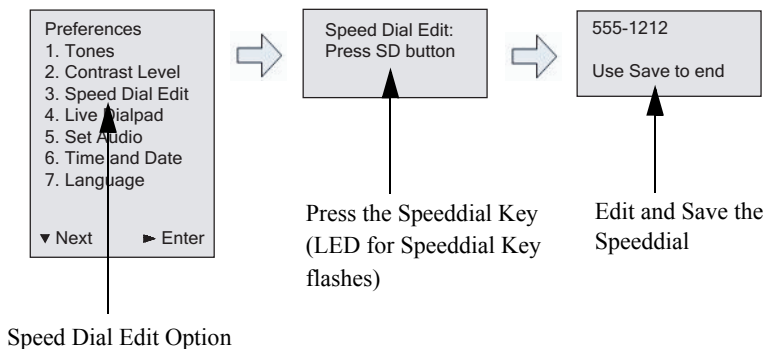 Preferences
1. Tones
2. Contrast Level
3. Speed Dial Edit
4. Live Dialpad
5. Set Audio
6. Time and Date
7. Language
▼ Next ► Enter
Speed Dial Edit Option
Speed Dial Edit:
Press SD button
Press the Speeddial Key
(LED for Speeddial Key
flashes)
555-1212
Use Save to end
Edit and Save the
Speeddial